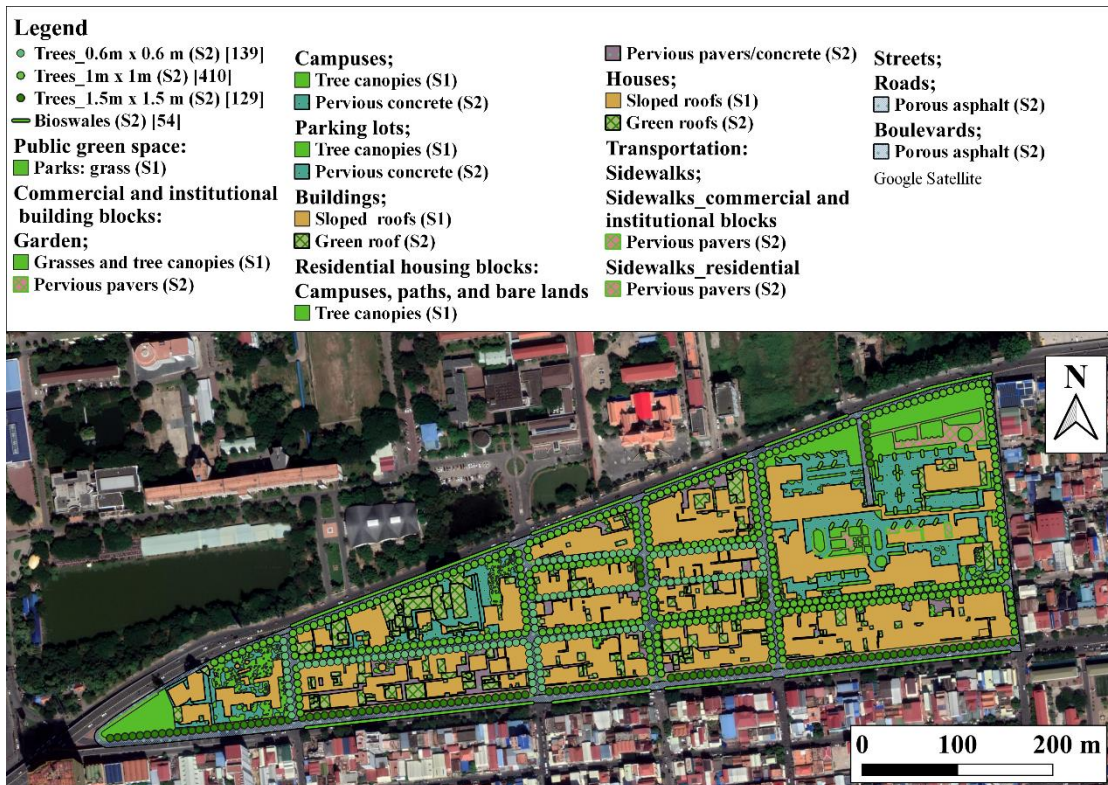 Legend
Trees_0.6m x 0.6 m (S2) [139]
Trees_1m x 1m (S2) [410]
Trees_1.5m x 1.5 m (S2) [129]
Bioswales (S2) [54]
Public green space:
Parks: grass (S1)
Commercial and institutional
building blocks:
Garden;
Grasses and tree canopies (S1)
Pervious pavers (S2)
Campuses;
Tree canopies (S1)
Pervious concrete (S2)
Parking lots;
Tree canopies (S1)
Pervious concrete (S2)
Buildings;
Sloped roofs (S1)
Green roof (S2)
Residential housing blocks:
Campuses, paths, and bare lands
Tree canopies (S1)
Pervious pavers/concrete (S2)
Houses;
Sloped roofs (S1)
Green roofs (S2)
Transportation:
Sidewalks;
Sidewalks_commercial and
institutional blocks
Pervious pavers (S2)
Sidewalks_residential
Pervious pavers (S2)
Streets;
Roads;
Porous asphalt (S2)
Boulevards;
Porous asphalt (S2)
Google Satellite
N
0 100 200 m